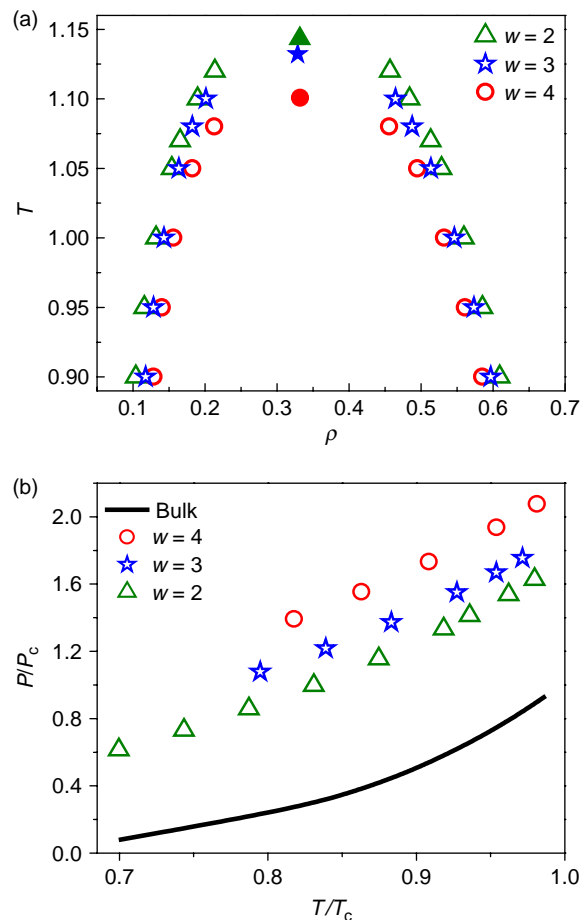 (a)
1.15
1.10
1.05
1.00
0.95
0.90
T
w = 2
w = 3
w = 4
0.1 0.2 0.3 0.4 0.5 0.6 0.7
ρ
(b)
2.0
1.6
1.2
0.8
0.4
0.0
P/Pc
Bulk
w = 4
w = 3
w = 2
0.7 0.8 0.9 1.0
T/Tc